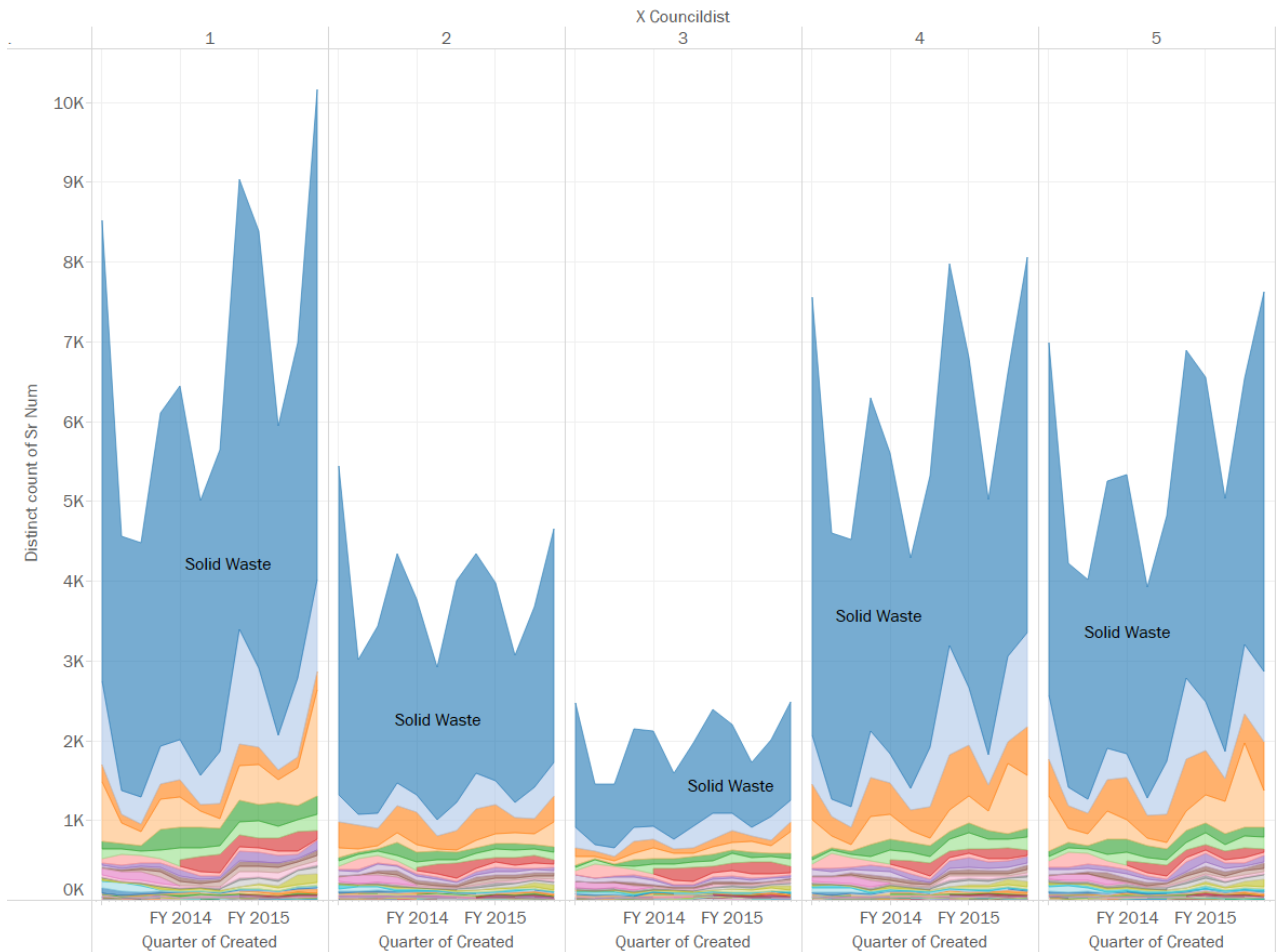 X Councildist
. 1 2 3 4 5
10K
9K
8K
7K
6K
5K
4K
3K
2K
1K
0K
Distinct count of Sr Num
Solid Waste
Solid Waste
Solid Waste
Solid Waste
Solid Waste
FY 2014 FY 2015 FY 2014 FY 2015 FY 2014 FY 2015 FY 2014 FY 2015 FY 2014 FY 2015
Quarter of Created Quarter of Created Quarter of Created Quarter of Created Quarter of Created